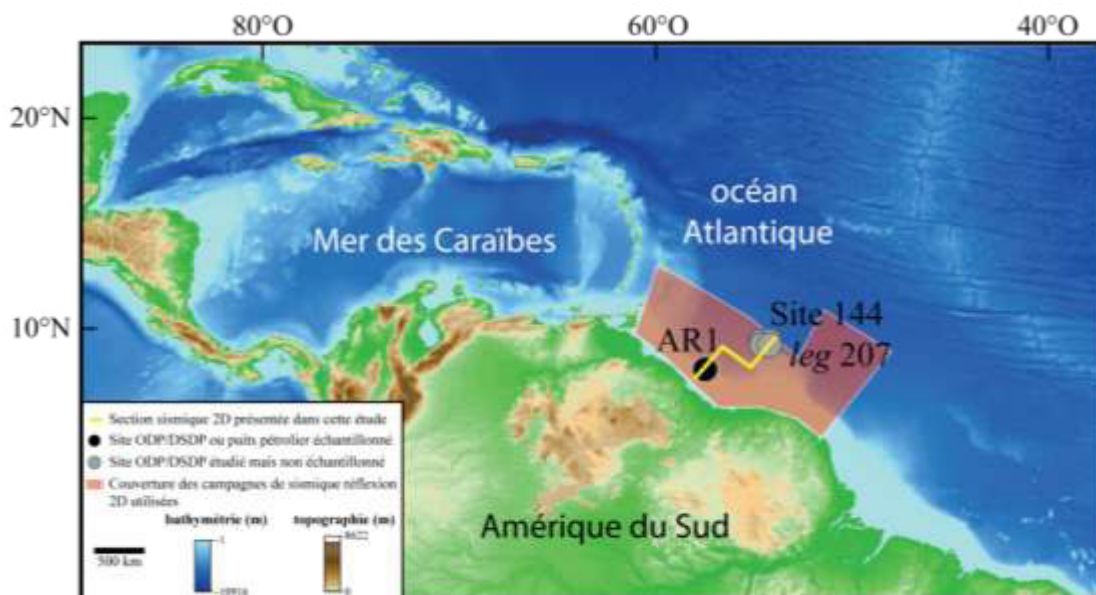 80°O 60°O 40°O
20°N
océan
Atlantique
Mer des Caraïbes
10°N
Site 144
AR1
leg 207
Section sismique 2D présentée dans cette étude
Site ODP/DSDP ou puits pétrolier échantillonné
Site ODP/DSDP étudié mais non échantillonné
Couverture des campagnes de sismique réflexion
2D utilisées
bathymétrie (m) topographie (m)
500 km
8622
0
Amérique du Sud